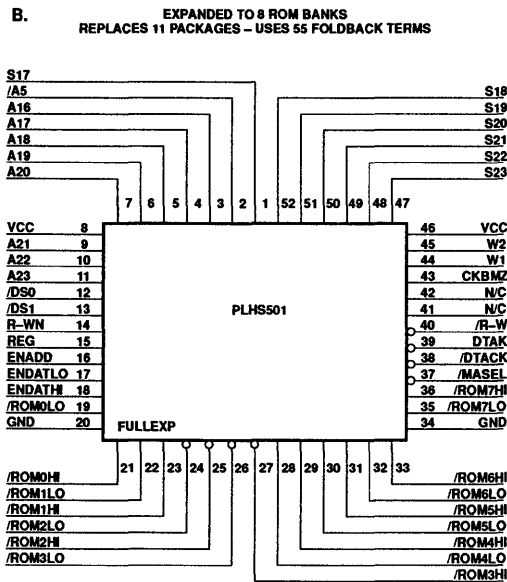 B.
EXPANDED TO 8 ROM BANKS
REPLACES 11 PACKAGES – USES 55 FOLDBACK TERMS
S17
/A5
A16
A17
A18
A19
A20
S18
S19
S20
S21
S22
S23
7 6 5 4 3 2 1 52 51 50 49 48 47
VCC 8
A21 9
A22 10
A23 11
/DS0 12
/DS1 13
R–WN 14
REG 15
ENADD 16
ENDATLO 17
ENDATHI 18
/ROM0LO 19
GND 20
PLHS501
FULLEXP
46 VCC
45 W2
44 W1
43 CKBMZ
42 N/C
41 N/C
40 /R–W
39 DTAK
38 /DTACK
37 /MASEL
36 /ROM7HI
35 /ROM7LO
34 GND
21 22 23 24 25 26 27 28 29 30 31 32 33
/ROM0HI
/ROM1LO
/ROM1HI
/ROM2LO
/ROM2HI
/ROM3LO
/ROM6HI
/ROM6LO
/ROM5HI
/ROM5LO
/ROM4HI
/ROM4LO
/ROM3HI